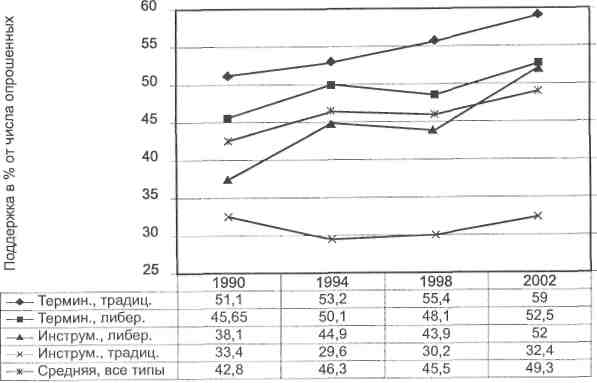 Поддержка в % от числа опрошенных
60
55
50
45
40
35
30
25
1990 1994 1998 2002
Термин., традиц. 51,1 53,2 55,4 59
Термин., либер. 45,65 50,1 48,1 52,5
Инструм., либер. 38,1 44,9 43,9 52
Инструм., традиц. 33,4 29,6 30,2 32,4
Средняя, все типы 42,8 46,3 45,5 49,3